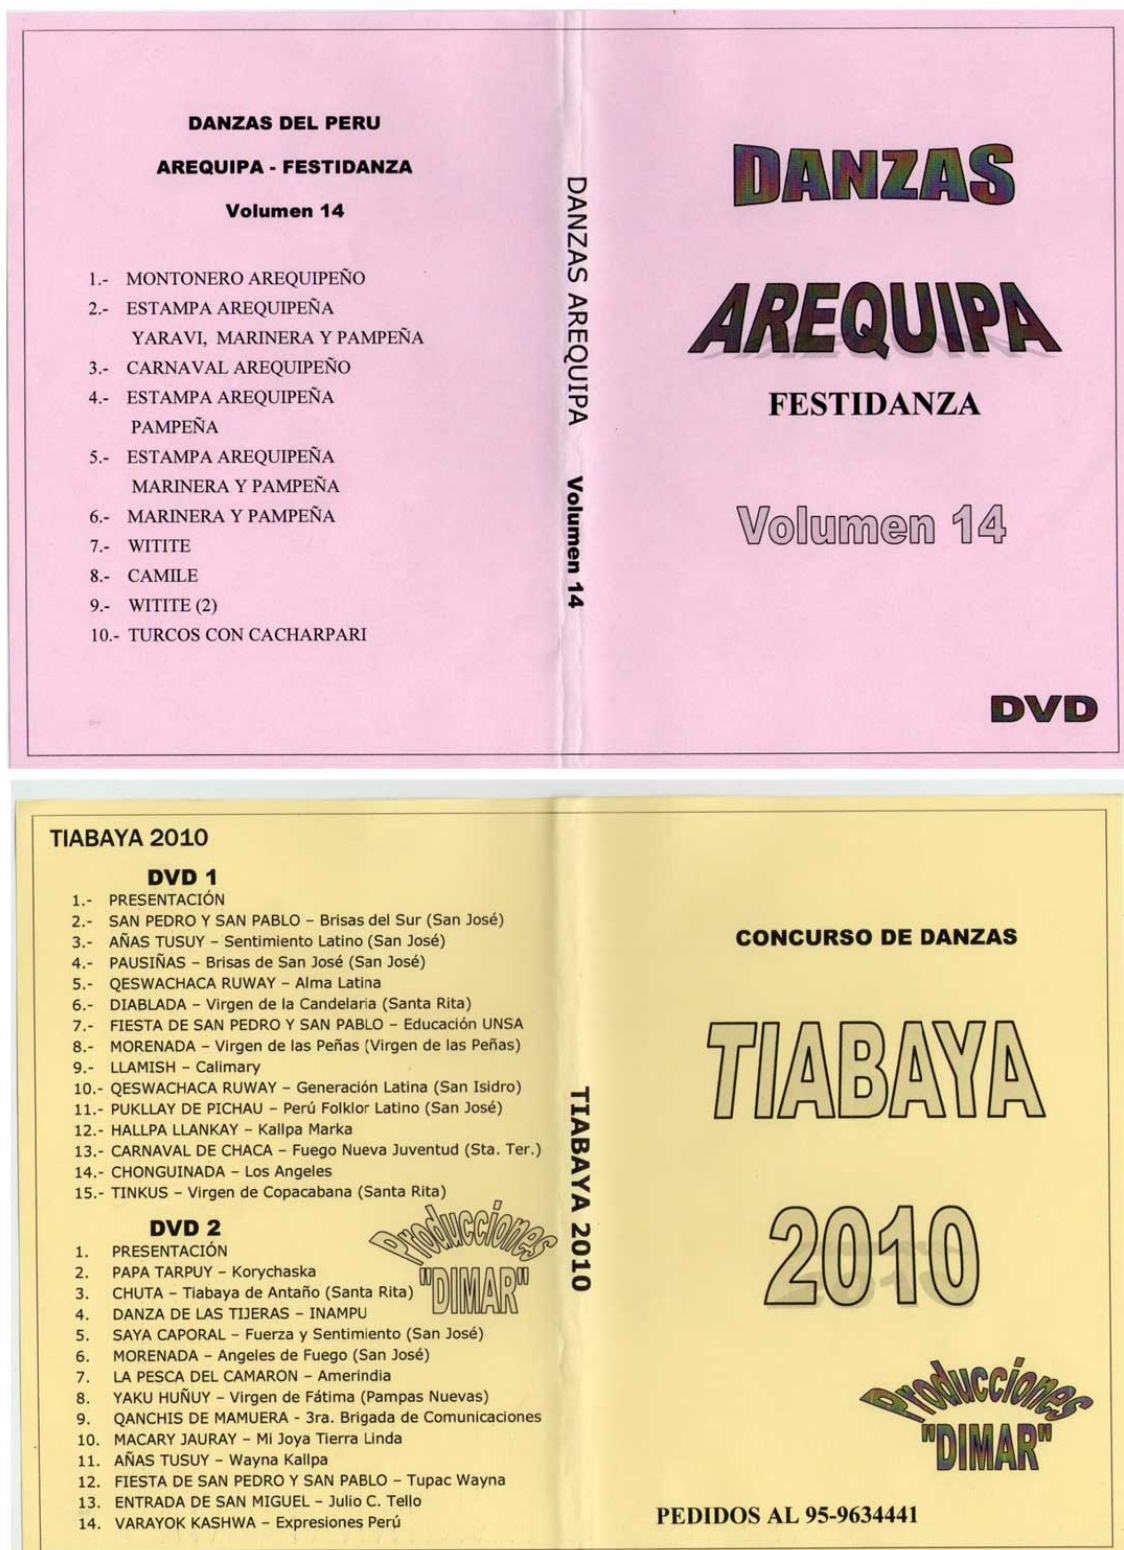 DANZAS DEL PERU
AREQUIPA - FESTIDANZA
Volumen 14
1.- MONTONERO AREQUIPEÑO
2.- ESTAMPA AREQUIPEÑA
YARAVI, MARINERA Y PAMPEÑA
3.- CARNAVAL AREQUIPEÑO
4.- ESTAMPA AREQUIPEÑA
PAMPEÑA
5.- ESTAMPA AREQUIPEÑA
MARINERA Y PAMPEÑA
6.- MARINERA Y PAMPEÑA
7.- WITITE
8.- CAMILE
9.- WITITE (2)
10.- TURCOS CON CACHARPARI
DANZAS AREQUIPA Volumen 14
DANZAS
AREQUIPA
FESTIDANZA
Volumen 14
DVD
TIABAYA 2010
DVD 1
1.- PRESENTACIÓN
2.- SAN PEDRO Y SAN PABLO – Brisas del Sur (San José)
3.- AÑAS TUSUY – Sentimiento Latino (San José)
4.- PAUSIÑAS – Brisas de San José (San José)
5.- QESWACHACA RUWAY – Alma Latina
6.- DIABLADA – Virgen de la Candelaria (Santa Rita)
7.- FIESTA DE SAN PEDRO Y SAN PABLO – Educación UNSA
8.- MORENADA – Virgen de las Peñas (Virgen de las Peñas)
9.- LLAMISH – Calimary
10.- QESWACHACA RUWAY – Generación Latina (San Isidro)
11.- PUKLLAY DE PICHAU – Perú Folklor Latino (San José)
12.- HALLPA LLANKAY – Kallpa Marka
13.- CARNAVAL DE CHACA – Fuego Nueva Juventud (Sta. Ter.)
14.- CHONGUINADA – Los Angeles
15.- TINKUS – Virgen de Copacabana (Santa Rita)
DVD 2
1. PRESENTACIÓN
2. PAPA TARPUY – Korychaska
3. CHUTA – Tiabaya de Antaño (Santa Rita)
4. DANZA DE LAS TIJERAS – INAMPU
5. SAYA CAPORAL – Fuerza y Sentimiento (San José)
6. MORENADA – Angeles de Fuego (San José)
7. LA PESCA DEL CAMARON – Amerindia
8. YAKU HUÑUY – Virgen de Fátima (Pampas Nuevas)
9. QANCHIS DE MAMUERA - 3ra. Brigada de Comunicaciones
10. MACARY JAURAY – Mi Joya Tierra Linda
11. AÑAS TUSUY – Wayna Kallpa
12. FIESTA DE SAN PEDRO Y SAN PABLO – Tupac Wayna
13. ENTRADA DE SAN MIGUEL – Julio C. Tello
14. VARAYOK KASHWA – Expresiones Perú
Producciones
"DIMAR"
TIABAYA 2010
CONCURSO DE DANZAS
TIABAYA
2010
Producciones
"DIMAR"
PEDIDOS AL 95-9634441